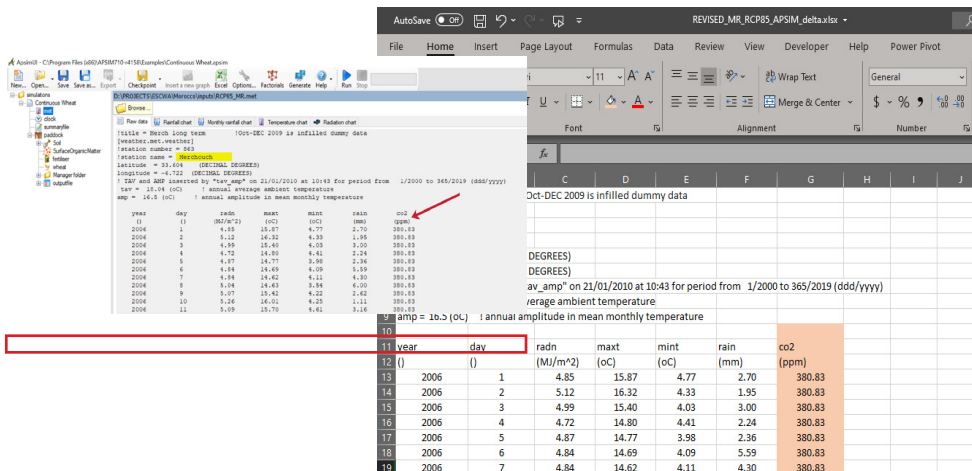 AutoSave Off REVISED_MR_RCP85_APSIM_delta.xlsx
File Home Insert Page Layout Formulas Data Review View Developer Help Power Pivot
11 A A Wrap Text General
U A Merge & Center $ % 9
Font Alignment Number
fx
C D E F G H I J
Oct-DEC 2009 is infilled dummy data
DEGREES)
DEGREES)
av_amp" on 21/01/2010 at 10:43 for period from 1/2000 to 365/2019 (ddd/yyyy)
verage ambient temperature
9 amp = 16.5 (oC) ! annual amplitude in mean monthly temperature
10
11 year day radn maxt mint rain co2
12 () () (MJ/m^2) (oC) (oC) (mm) (ppm)
13 2006 1 4.85 15.87 4.77 2.70 380.83
14 2006 2 5.12 16.32 4.33 1.95 380.83
15 2006 3 4.99 15.40 4.03 3.00 380.83
16 2006 4 4.72 14.80 4.41 2.24 380.83
17 2006 5 4.87 14.77 3.98 2.36 380.83
18 2006 6 4.84 14.69 4.09 5.59 380.83
19 2006 7 4.84 14.62 4.11 4.30 380.83
ApsimUI - C:\Program Files (x86)\APSIM710-r4158\Examples\Continuous Wheat.apsim
New... Open... Save Save as... Export Checkpoint Insert a new graph Excel Options... Factorials Generate Help Run Stop
simulations
Continuous Wheat
met
clock
summaryfile
paddock
Soil
SurfaceOrganicMatter
fertiliser
wheat
Manager folder
outputfile
D:\PROJECTS\ESCWA\Morocco\inputs\RCP85_MR.met
Browse...
Raw data Rainfall chart Monthly rainfall chart Temperature chart Radiation chart
!title = Merch long term !Oct-DEC 2009 is infilled dummy data
[weather.met.weather]
!station number = 563
!station name = Merchouch
latitude = 33.604 (DECIMAL DEGREES)
longitude = -6.722 (DECIMAL DEGREES)
! TAV and AMP inserted by "tav_amp" on 21/01/2010 at 10:43 for period from 1/2000 to 365/2019 (ddd/yyyy)
tav = 18.04 (oC) ! annual average ambient temperature
amp = 16.5 (oC) ! annual amplitude in mean monthly temperature
year day radn maxt mint rain co2
() () (MJ/m^2) (oC) (oC) (mm) (ppm)
2006 1 4.85 15.87 4.77 2.70 380.83
2006 2 5.12 16.32 4.33 1.95 380.83
2006 3 4.99 15.40 4.03 3.00 380.83
2006 4 4.72 14.80 4.41 2.24 380.83
2006 5 4.87 14.77 3.98 2.36 380.83
2006 6 4.84 14.69 4.09 5.59 380.83
2006 7 4.84 14.62 4.11 4.30 380.83
2006 8 5.04 14.63 3.54 6.00 380.83
2006 9 5.07 15.42 4.22 2.62 380.83
2006 10 5.26 16.01 4.25 1.11 380.83
2006 11 5.09 15.70 4.61 3.16 380.83